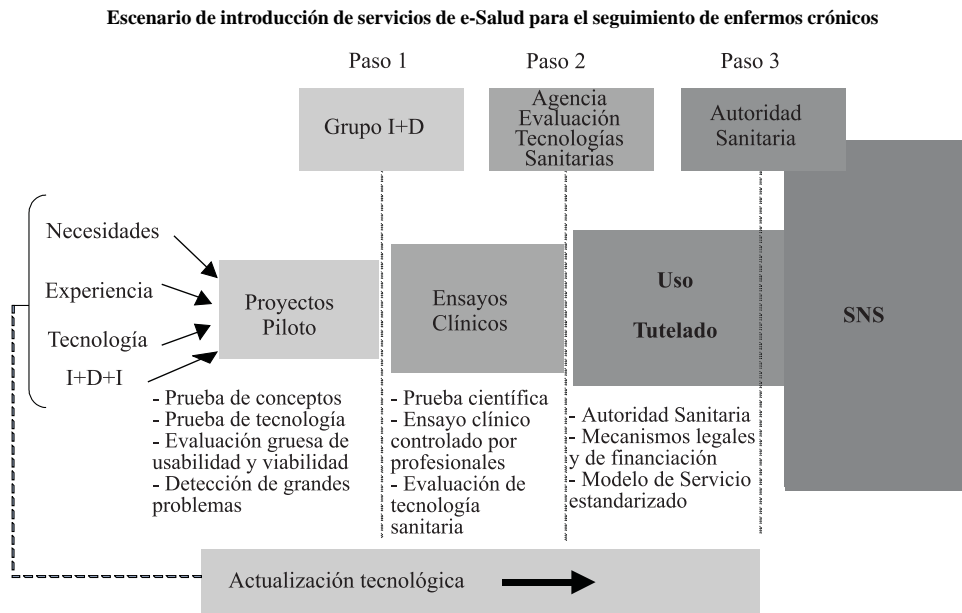 Escenario de introducción de servicios de e-Salud para el seguimiento de enfermos crónicos
Paso 1
Paso 2
Paso 3
Grupo I+D
Agencia
Evaluación
Tecnologías
Sanitarías
Autoridad
Sanitaria
Necesidades
Experiencia
Tecnología
I+D+I
Proyectos
Piloto
Ensayos
Clínicos
Uso
Tutelado
SNS
- Prueba de conceptos
- Prueba de tecnología
- Evaluación gruesa de
usabilidad y viabilidad
- Detección de grandes
problemas
- Prueba científica
- Ensayo clínico
controlado por
profesionales
- Evaluación de
tecnología
sanitaria
- Autoridad Sanitaria
- Mecanismos legales
y de financiación
- Modelo de Servicio
estandarizado
Actualización tecnológica